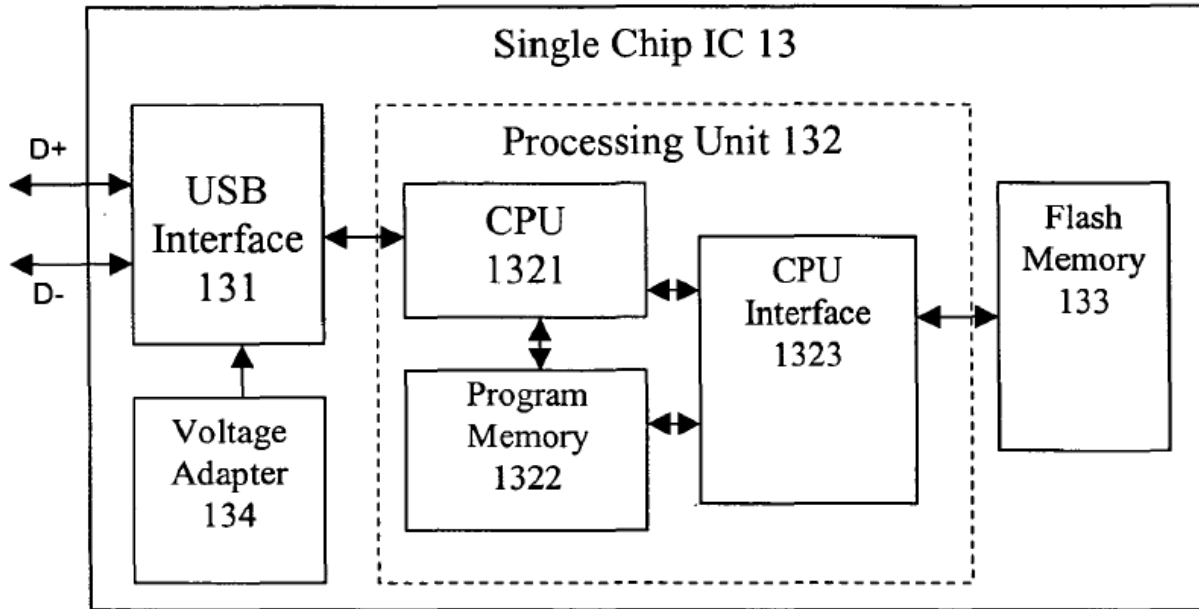 Single Chip IC 13
D+
D-
USB
Interface
131
Voltage
Adapter
134
Processing Unit 132
CPU
1321
Program
Memory
1322
CPU
Interface
1323
Flash
Memory
133